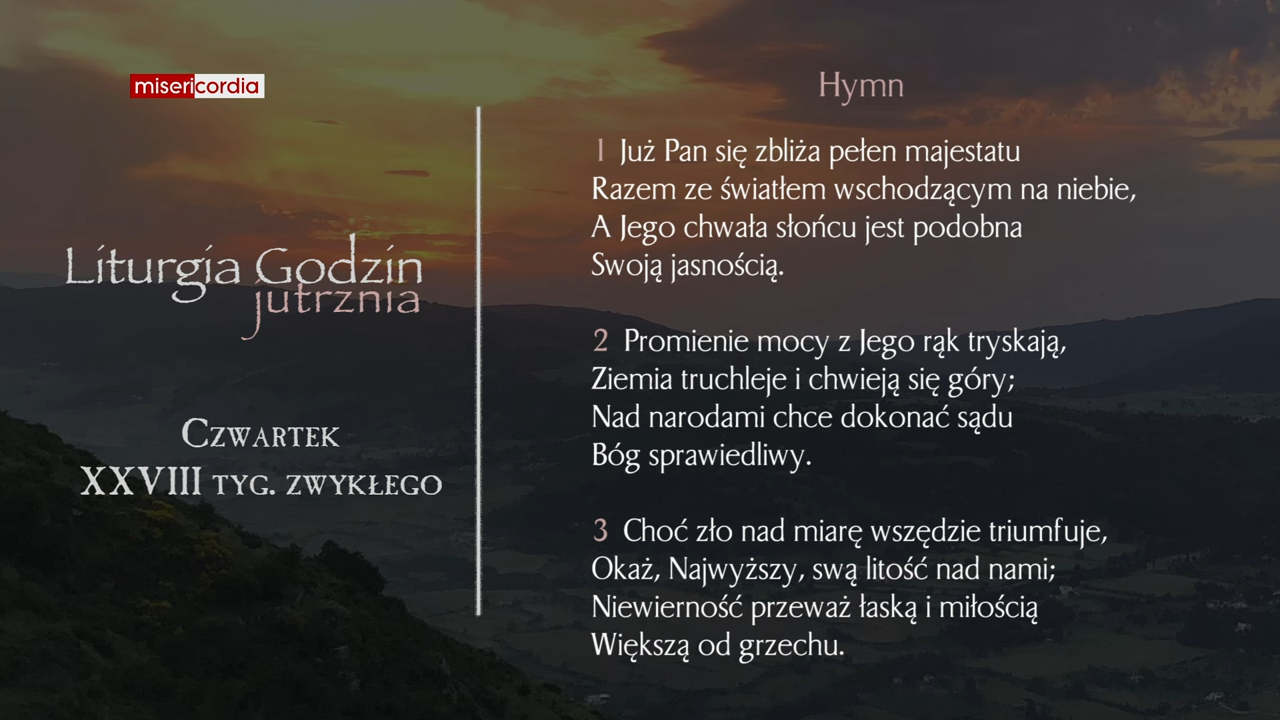 misericordia
Liturgia Godzin
jutrznia
Czwartek
XXVIII tyg. zwykłego
Hymn
1 Już Pan się zbliża pełen majestatu
Razem ze światłem wschodzącym na niebie,
A Jego chwała słońcu jest podobna
Swoją jasnością.
2 Promienie mocy z Jego rąk tryskają,
Ziemia truchleje i chwieją się góry;
Nad narodami chce dokonać sądu
Bóg sprawiedliwy.
3 Choć zło nad miarę wszędzie triumfuje,
Okaż, Najwyższy, swą litość nad nami;
Niewierność przeważ łaską i miłością
Większą od grzechu.